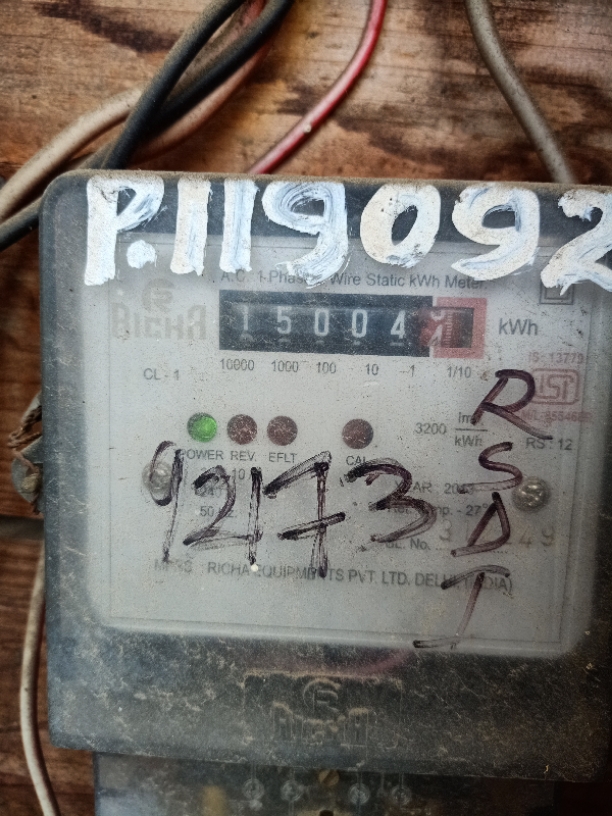 P.119092
A.C. 1-Phase Wire Static kWh Meter
RICHA
15004 kWh
10000 1000 100 10 1 1/10
CL - 1
IS: 13779
ISI
3200 imp/kWh
RS: 12
POWER REV. EFLT CAL
R
S
D
I
92173
MFRS : RICHA EQUIPMENTS PVT. LTD. DELHI (INDIA)
RICHA